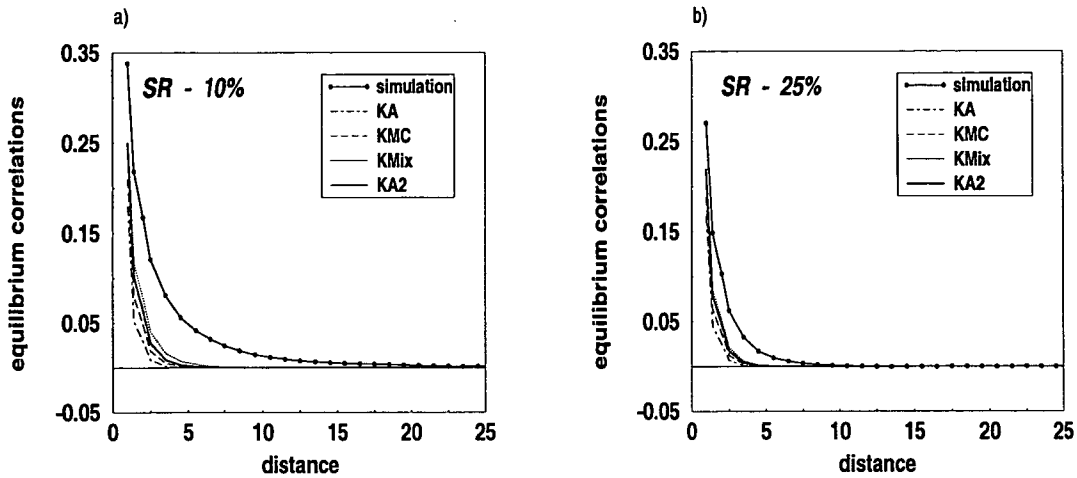 a)
SR - 10%
simulation
KA
KMC
KMix
KA2
equilibrium correlations
0.35
0.25
0.15
0.05
-0.05
0 5 10 15 20 25
distance
b)
SR - 25%
simulation
KA
KMC
KMix
KA2
equilibrium correlations
0.35
0.25
0.15
0.05
-0.05
0 5 10 15 20 25
distance